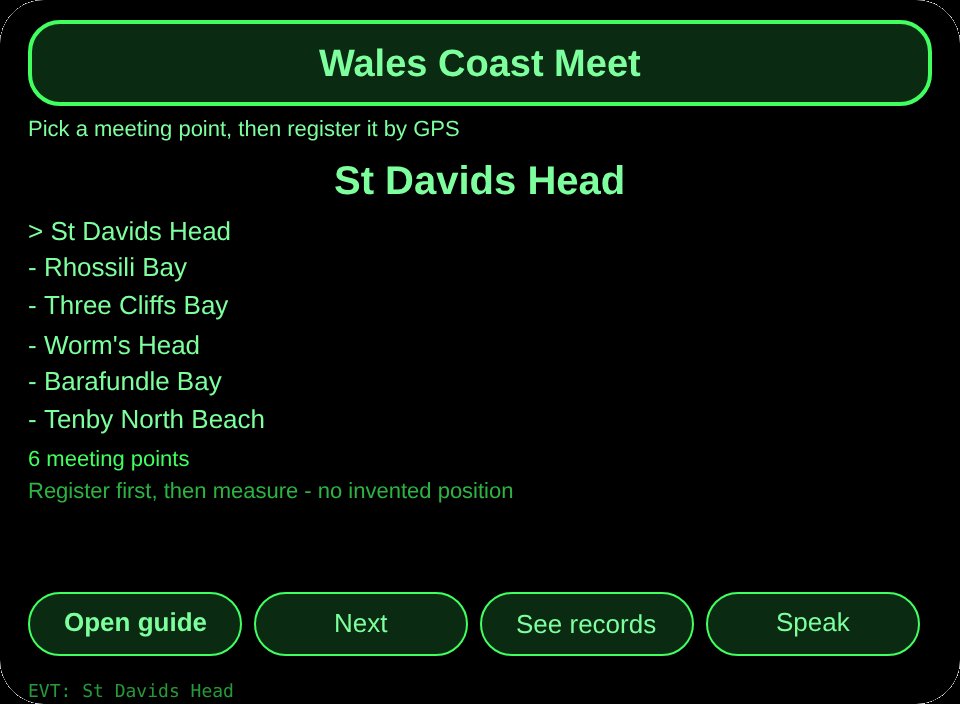 Wales Coast Meet
Pick a meeting point, then register it by GPS
St Davids Head
> St Davids Head
- Rhossili Bay
- Three Cliffs Bay
- Worm's Head
- Barafundle Bay
- Tenby North Beach
6 meeting points
Register first, then measure - no invented position
Open guide
Next
See records
Speak
EVT: St Davids Head